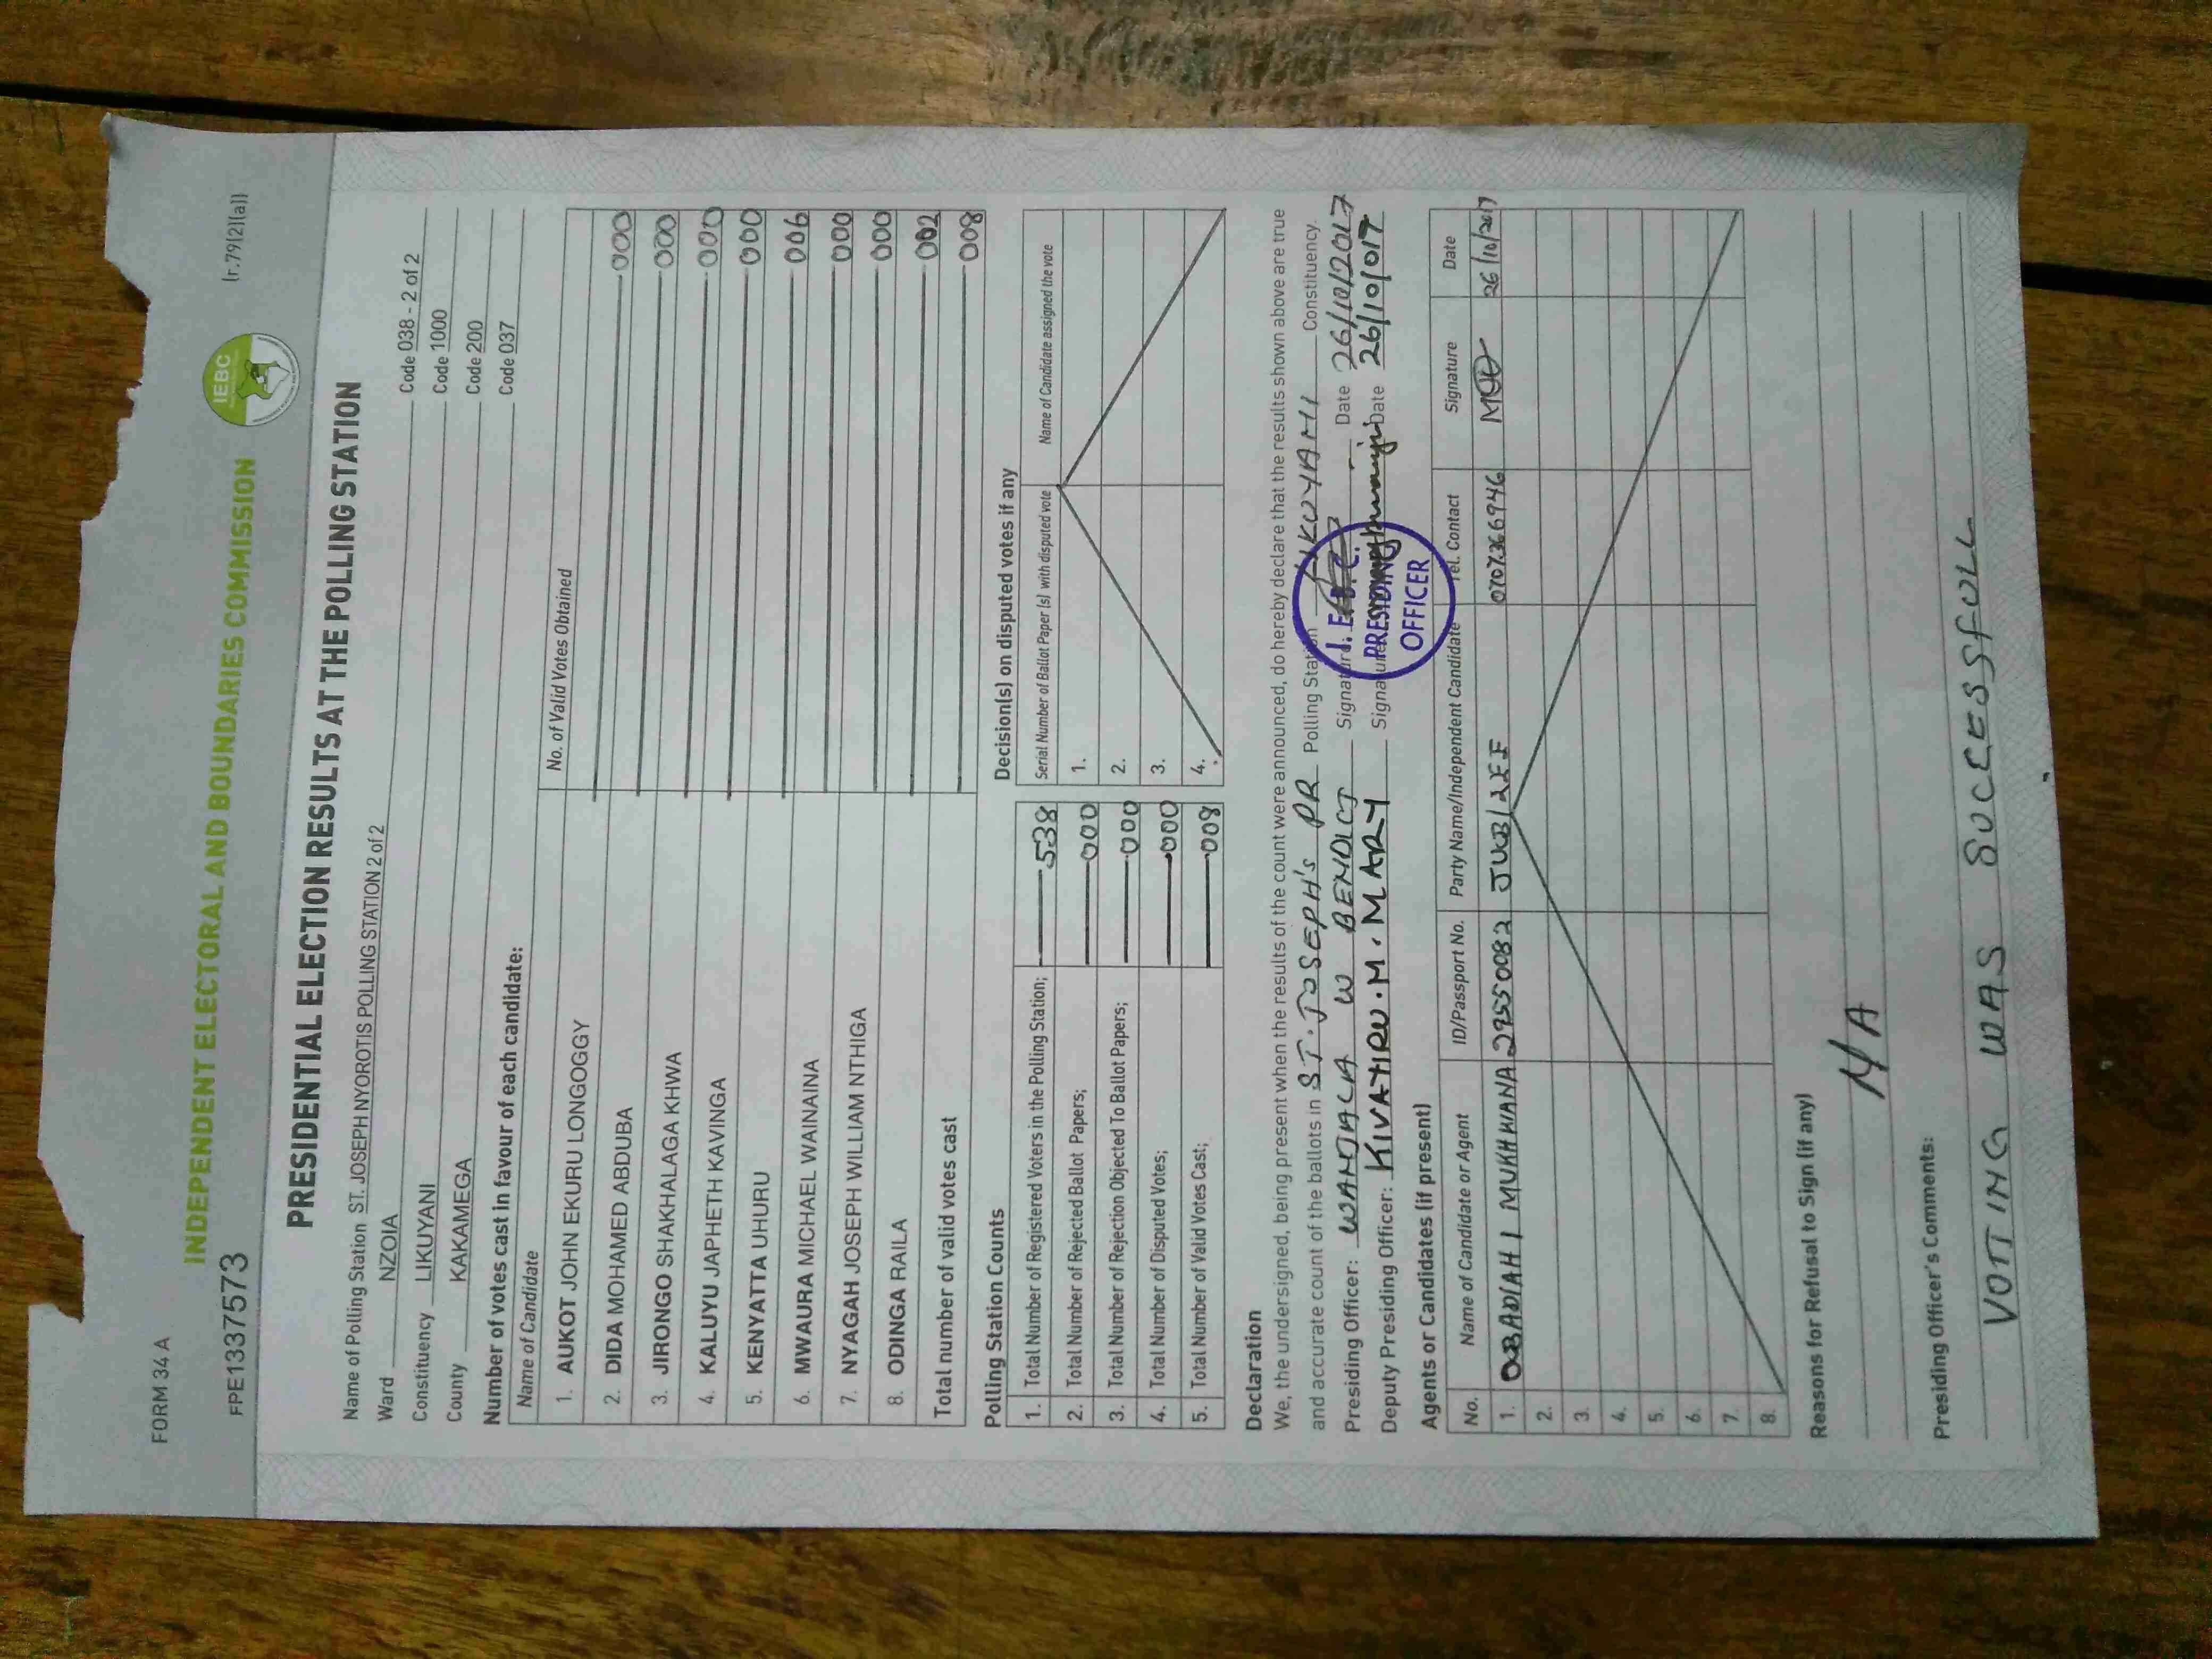 FORM 34 A
(r.79(2)(a))
FPE1337573
INDEPENDENT ELECTORAL AND BOUNDARIES COMMISSION
IEBC
PRESIDENTIAL ELECTION RESULTS AT THE POLLING STATION
Name of Polling Station ST. JOSEPH NYOROTIS POLLING STATION 2 of 2 Code 038 - 2 of 2
Ward NZOIA Code 1000
Constituency LIKUYANI Code 200
County KAKAMEGA Code 037
Number of votes cast in favour of each candidate:
Name of Candidate No. of Valid Votes Obtained
1. AUKOT JOHN EKURU LONGOGGY 000
2. DIDA MOHAMED ABDUBA 000
3. JIRONGO SHAKHALAGA KHWA 000
4. KALUYU JAPHETH KAVINGA 000
5. KENYATTA UHURU 006
6. MWAURA MICHAEL WAINAINA 000
7. NYAGAH JOSEPH WILLIAM NTHIGA 000
8. ODINGA RAILA 002
Total number of valid votes cast 008
Polling Station Counts
1. Total Number of Registered Voters in the Polling Station; 538
2. Total Number of Rejected Ballot Papers; 000
3. Total Number of Rejection Objected To Ballot Papers; 000
4. Total Number of Disputed Votes; 000
5. Total Number of Valid Votes Cast; 008
Decision(s) on disputed votes if any
Serial Number of Ballot Paper (s) with disputed vote Name of Candidate assigned the vote
1.
2.
3.
4.
Declaration
We, the undersigned, being present when the results of the count were announced, do hereby declare that the results shown above are true
and accurate count of the ballots in ST. JOSEPH's PR Polling Station LIKUYANI Constituency.
Presiding Officer: WANJALA W BENDICT Signature Date 26/10/2017
Deputy Presiding Officer: KIVAYIRU. M. MARY Signature Date 26/10/017
PRESIDING
OFFICER
Agents or Candidates (if present)
No. Name of Candidate or Agent ID/Passport No. Party Name/Independent Candidate Tel. Contact Signature Date
1. OBADIAH I MUKHWANA 295550082 0707366946 26/10/2017
2.
3.
4.
5.
6.
7.
8.
Reasons for Refusal to Sign (if any)
N/A
Presiding Officer's Comments:
VOTING WAS SUCCESSFULL